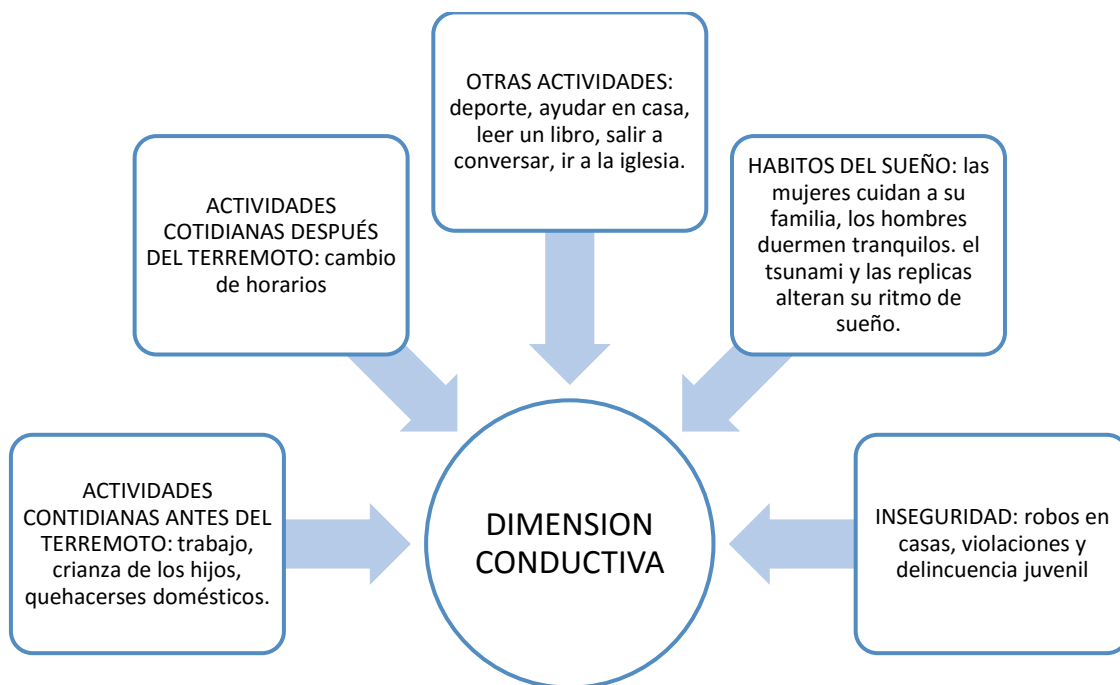 OTRAS ACTIVIDADES:
deporte, ayudar en casa,
leer un libro, salir a
conversar, ir a la iglesia.
ACTIVIDADES
COTIDIANAS DESPUÉS
DEL TERREMOTO: cambio
de horarios
HABITOS DEL SUEÑO: las
mujeres cuidan a su
familia, los hombres
duermen tranquilos. el
tsunami y las replicas
alteran su ritmo de
sueño.
ACTIVIDADES
CONTIDIANAS ANTES DEL
TERREMOTO: trabajo,
crianza de los hijos,
quehacerses domésticos.
DIMENSION
CONDUCTIVA
INSEGURIDAD: robos en
casas, violaciones y
delincuencia juvenil